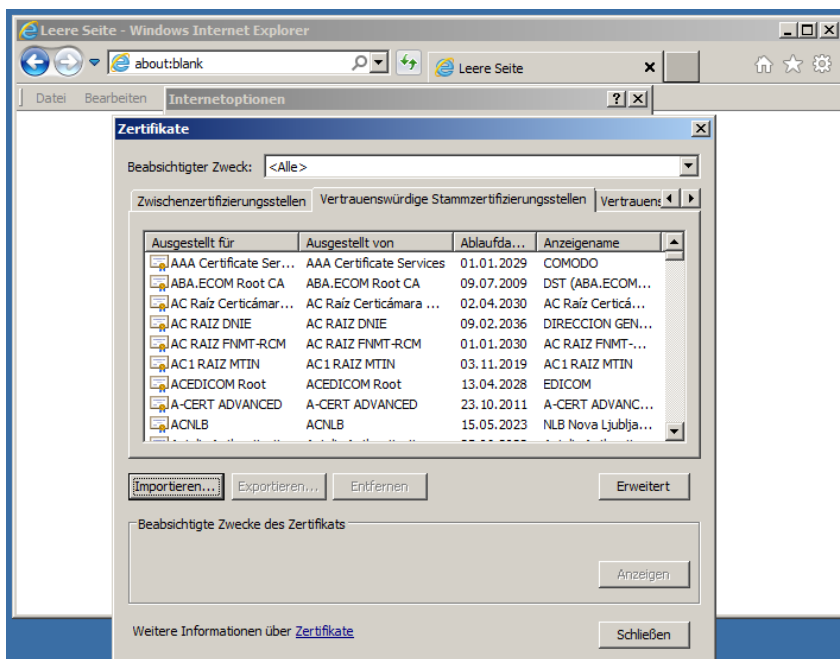 Leere Seite - Windows Internet Explorer
about:blank
Leere Seite
Datei Bearbeiten
Internetoptionen
Zertifikate
Beabsichtigter Zweck: <Alle>
Zwischenzertifizierungsstellen Vertrauenswürdige Stammzertifizierungsstellen Vertrauens
Ausgestellt für Ausgestellt von Ablaufda... Anzeigename
AAA Certificate Ser... AAA Certificate Services 01.01.2029 COMODO
ABA.ECOM Root CA ABA.ECOM Root CA 09.07.2009 DST (ABA.ECOM...
AC Raíz Certicámar... AC Raíz Certicámara ... 02.04.2030 AC Raíz Certicá...
AC RAIZ DNIE AC RAIZ DNIE 09.02.2036 DIRECCION GEN...
AC RAIZ FNMT-RCM AC RAIZ FNMT-RCM 01.01.2030 AC RAIZ FNMT-...
AC1 RAIZ MTIN AC1 RAIZ MTIN 03.11.2019 AC1 RAIZ MTIN
ACEDICOM Root ACEDICOM Root 13.04.2028 EDICOM
A-CERT ADVANCED A-CERT ADVANCED 23.10.2011 A-CERT ADVANC...
ACNLB ACNLB 15.05.2023 NLB Nova Ljublja...
Importieren... Exportieren... Entfernen Erweitert
Beabsichtigte Zwecke des Zertifikats
Anzeigen
Weitere Informationen über Zertifikate
Schließen